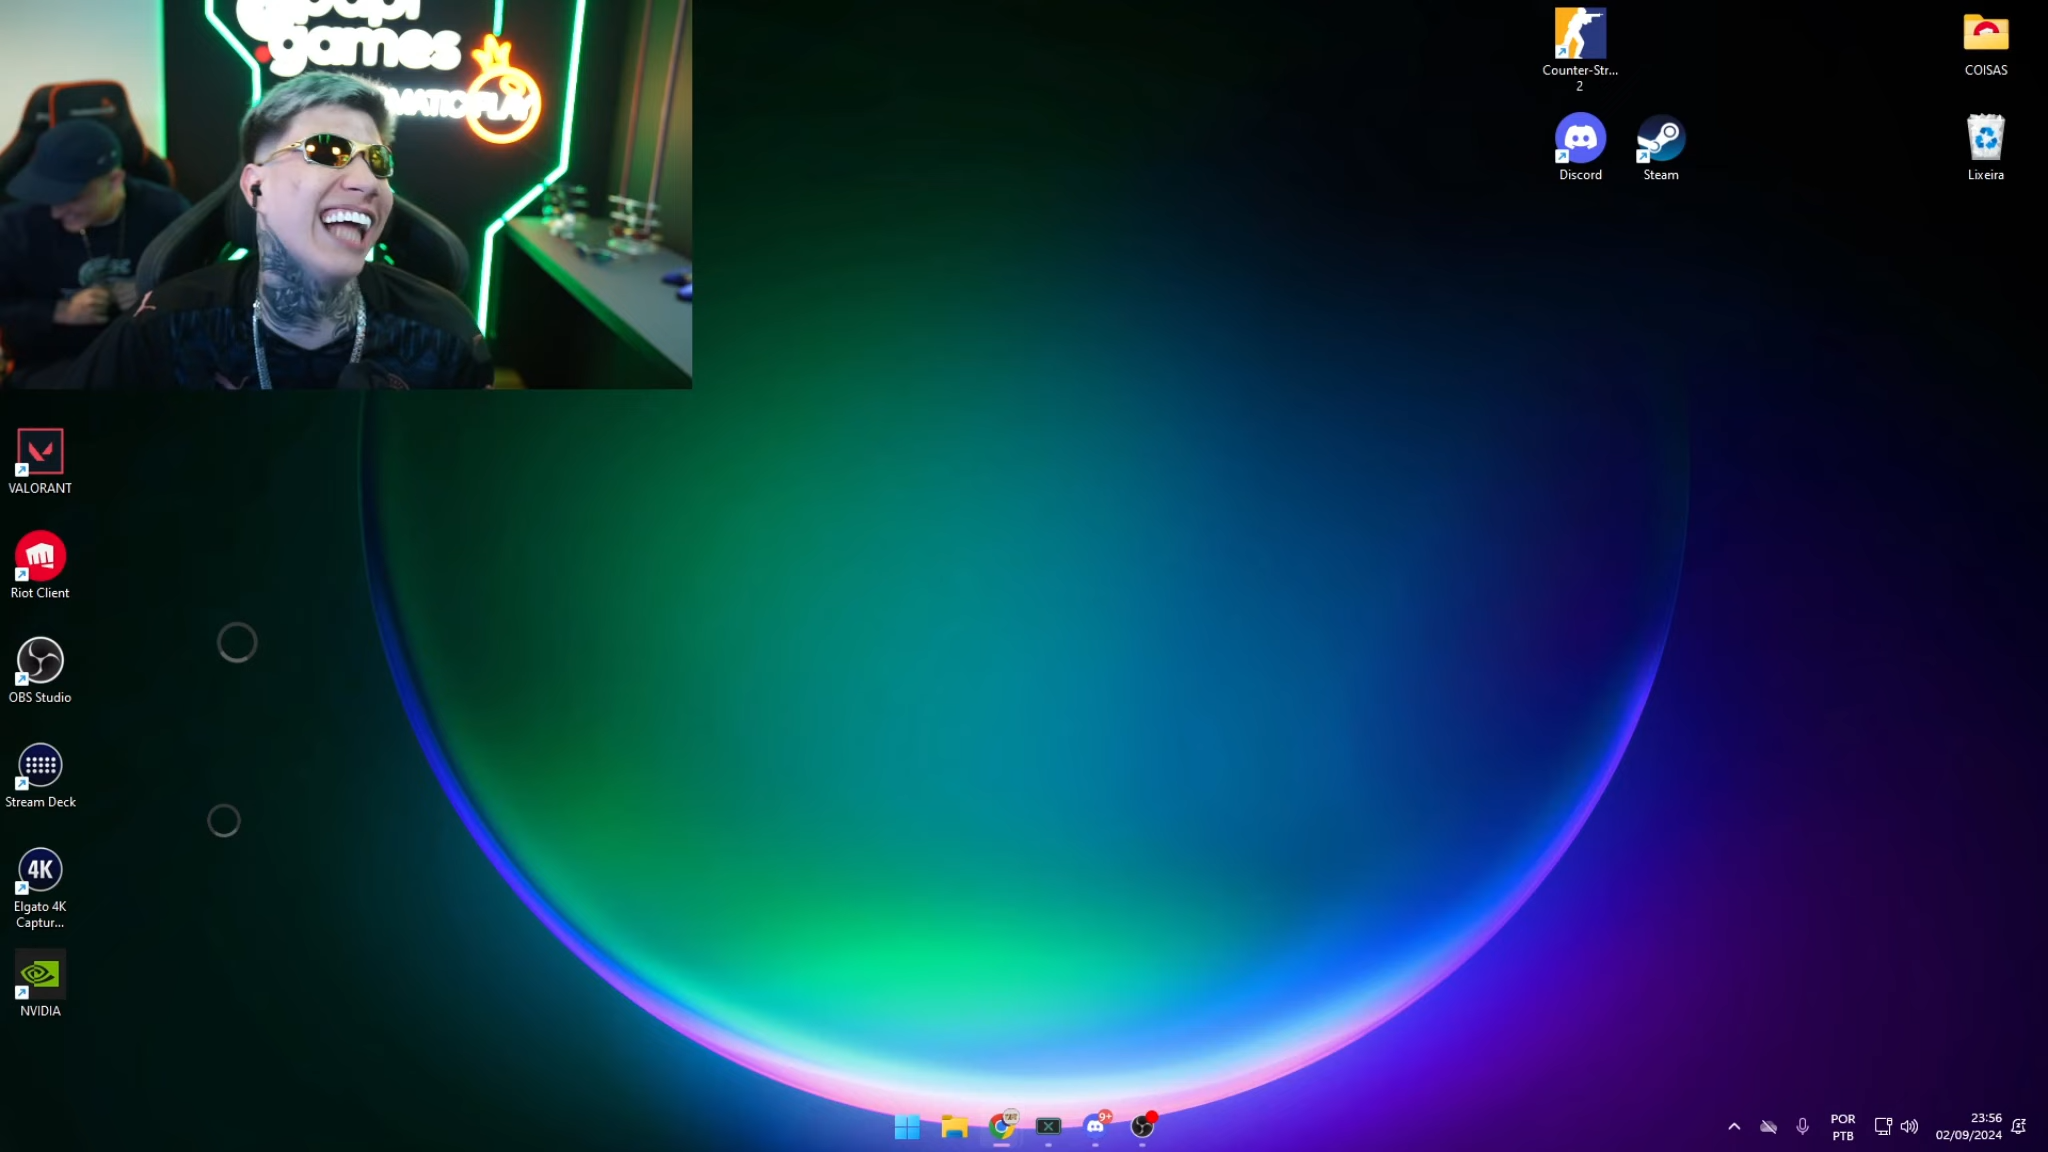 games
Counter-Str...
2
COISAS
Discord
Steam
Lixeira
VALORANT
Riot Client
OBS Studio
Stream Deck
4K
Elgato 4K
Captur...
NVIDIA
9+
POR
PTB
23:56
02/09/2024